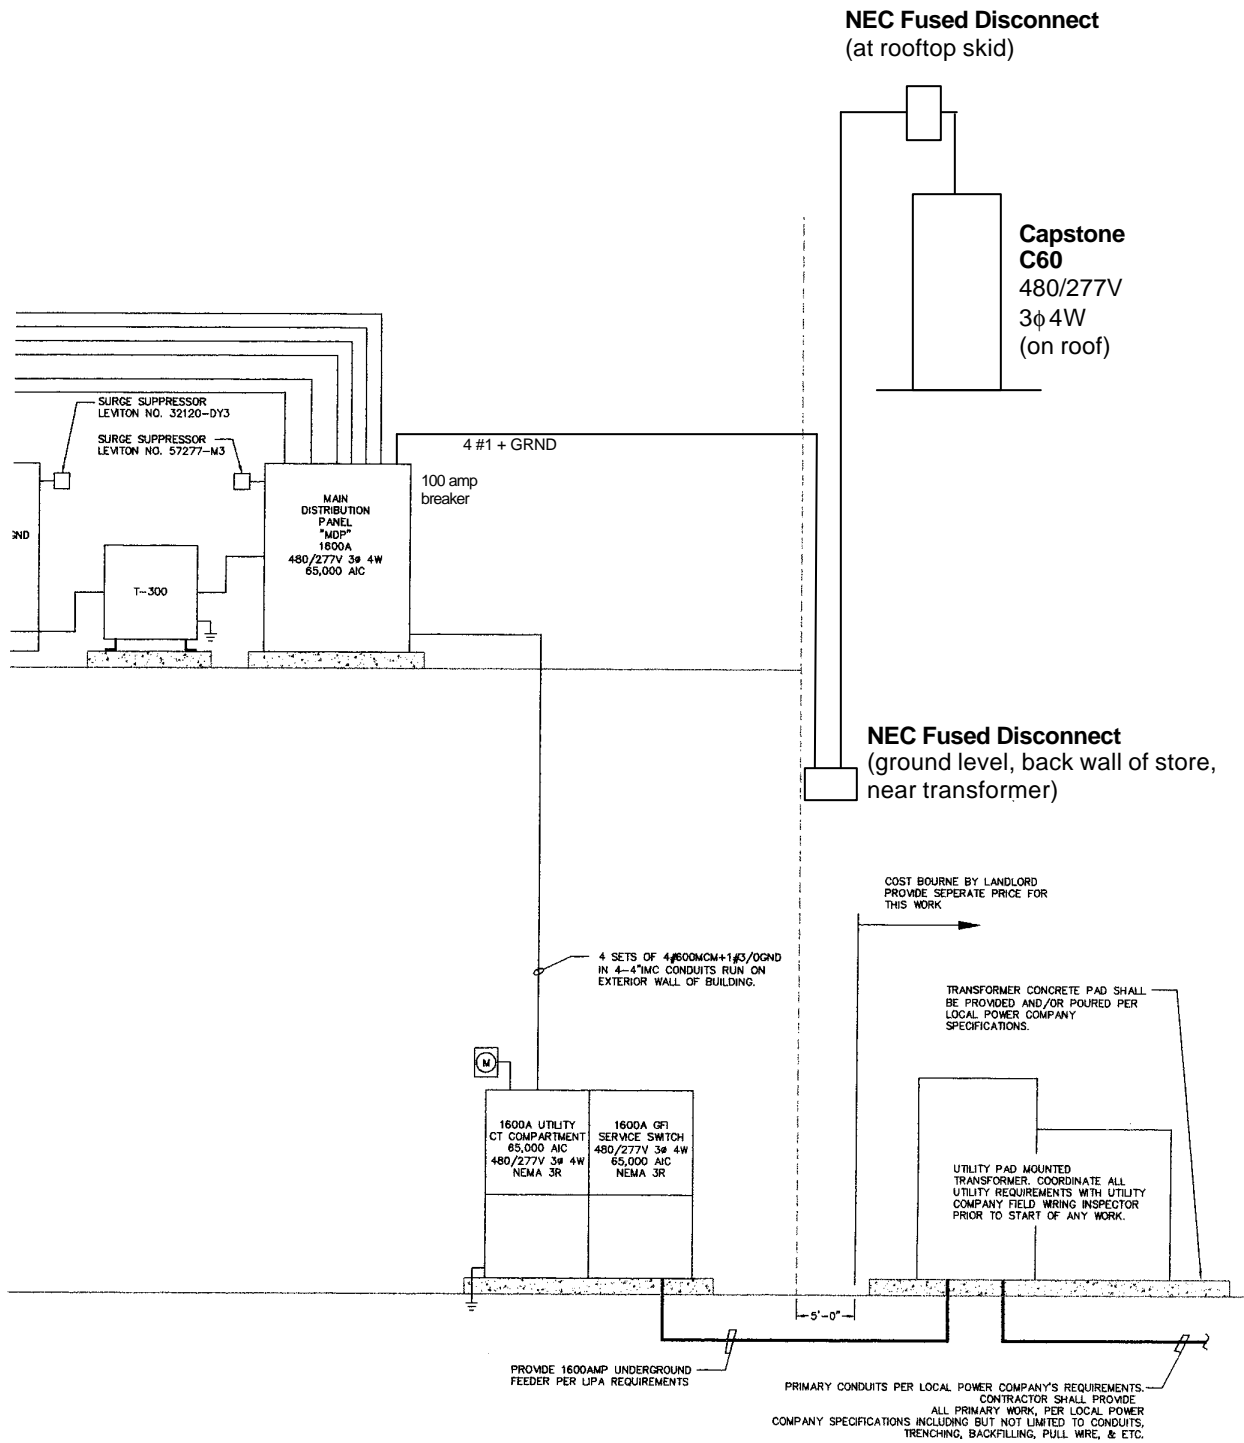 NEC Fused Disconnect
(at rooftop skid)
Capstone
C60
480/277V
3ϕ 4W
(on roof)
SURGE SUPPRESSOR
LEVITON NO. 32120-DY3
SURGE SUPPRESSOR
LEVITON NO. 57277-M3
4 #1 + GRND
100 amp
breaker
MAIN
DISTRIBUTION
PANEL
"MDP"
1600A
480/277V 3ø 4W
65,000 AIC
GND
T-300
NEC Fused Disconnect
(ground level, back wall of store,
near transformer)
COST BOURNE BY LANDLORD
PROVIDE SEPERATE PRICE FOR
THIS WORK
4 SETS OF 4#600MCM+1#3/0GND
IN 4-4"IMC CONDUITS RUN ON
EXTERIOR WALL OF BUILDING.
TRANSFORMER CONCRETE PAD SHALL
BE PROVIDED AND/OR POURED PER
LOCAL POWER COMPANY
SPECIFICATIONS.
M
1600A UTILITY
CT COMPARTMENT
65,000 AIC
480/277V 3ø 4W
NEMA 3R
1600A GFI
SERVICE SWITCH
480/277V 3ø 4W
65,000 AIC
NEMA 3R
UTILITY PAD MOUNTED
TRANSFORMER. COORDINATE ALL
UTILITY REQUIREMENTS WITH UTILITY
COMPANY FIELD WIRING INSPECTOR
PRIOR TO START OF ANY WORK.
5'-0"
PROVIDE 1600AMP UNDERGROUND
FEEDER PER LIPA REQUIREMENTS
PRIMARY CONDUITS PER LOCAL POWER COMPANY'S REQUIREMENTS.
CONTRACTOR SHALL PROVIDE
ALL PRIMARY WORK, PER LOCAL POWER
COMPANY SPECIFICATIONS INCLUDING BUT NOT LIMITED TO CONDUITS,
TRENCHING, BACKFILLING, PULL WIRE, & ETC.